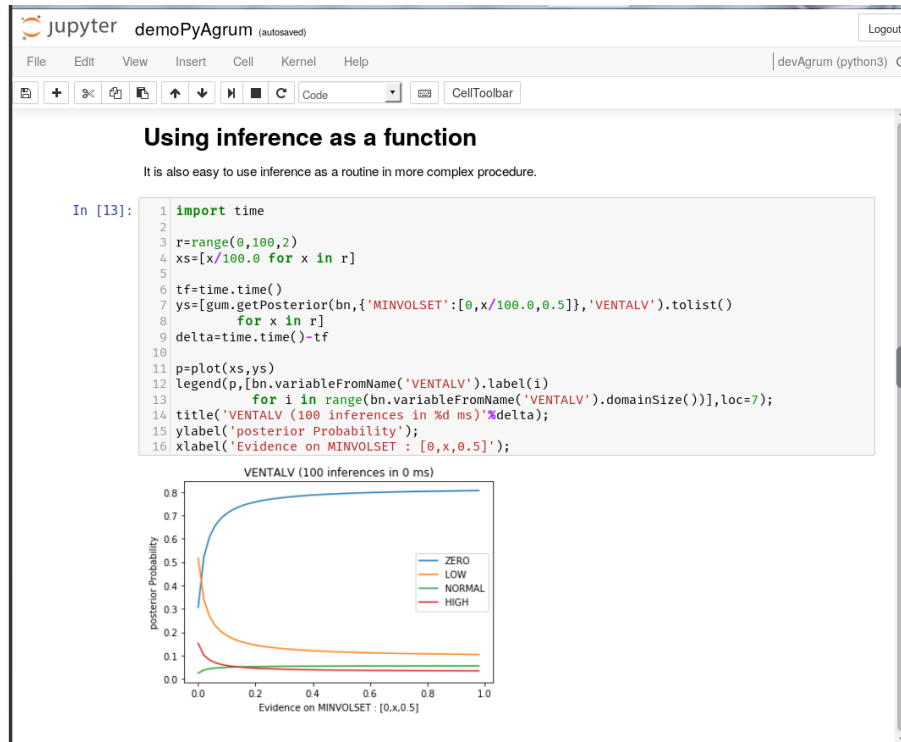 jupyter demoPyAgrum (autosaved)
Logout
File Edit View Insert Cell Kernel Help
devAgrum (python3)
Code
CellToolbar
Using inference as a function
It is also easy to use inference as a routine in more complex procedure.
In [13]:
1 import time
2
3 r=range(0,100,2)
4 xs=[x/100.0 for x in r]
5
6 tf=time.time()
7 ys=[gum.getPosterior(bn,{'MINVOLSET':[0,x/100.0,0.5]},'VENTALV').tolist()
8         for x in r]
9 delta=time.time()-tf
10
11 p=plot(xs,ys)
12 legend(p,[bn.variableFromName('VENTALV').label(i)
13           for i in range(bn.variableFromName('VENTALV').domainSize())],loc=7);
14 title('VENTALV (100 inferences in %d ms)'%delta);
15 ylabel('posterior Probability');
16 xlabel('Evidence on MINVOLSET : [0,x,0.5]');
VENTALV (100 inferences in 0 ms)
posterior Probability
0.8
0.7
0.6
0.5
0.4
0.3
0.2
0.1
0.0
ZERO
LOW
NORMAL
HIGH
0.0 0.2 0.4 0.6 0.8 1.0
Evidence on MINVOLSET : [0,x,0.5]